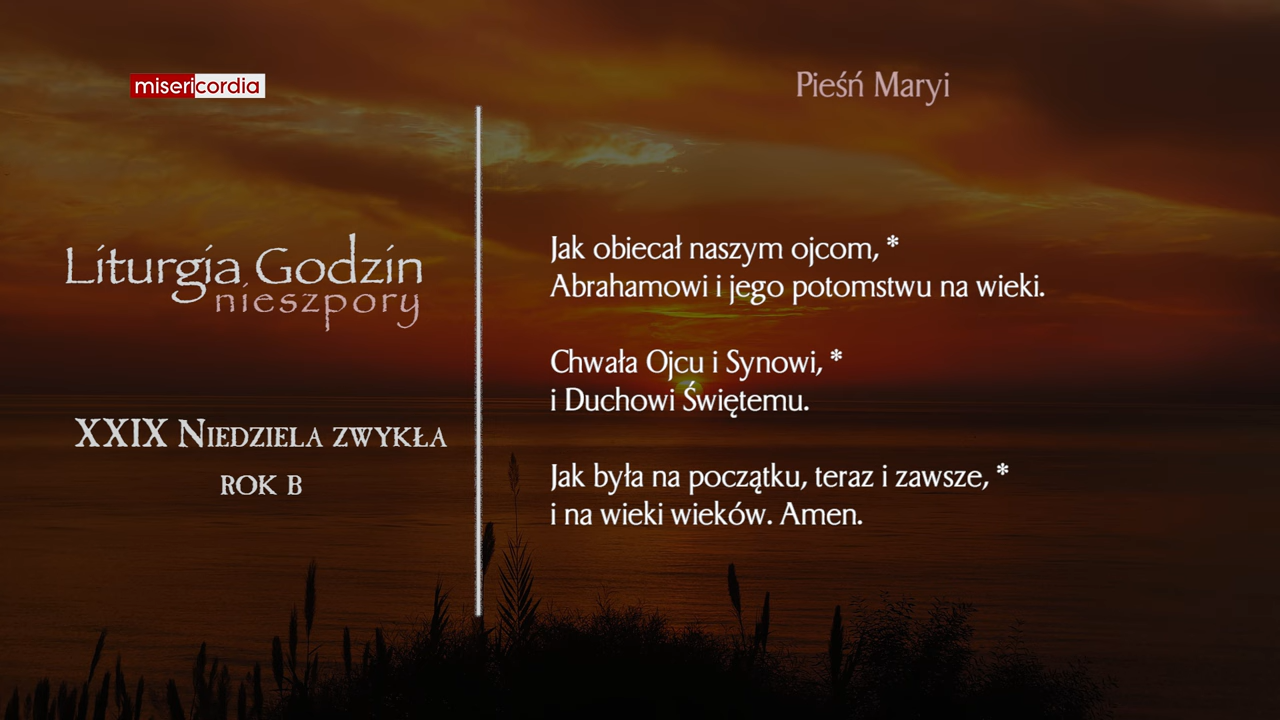 misericordia
Liturgia Godzin
nieszpory
XXIX Niedziela zwykła
rok B
Pieśń Maryi
Jak obiecał naszym ojcom, *
Abrahamowi i jego potomstwu na wieki.
Chwała Ojcu i Synowi, *
i Duchowi Świętemu.
Jak była na początku, teraz i zawsze, *
i na wieki wieków. Amen.